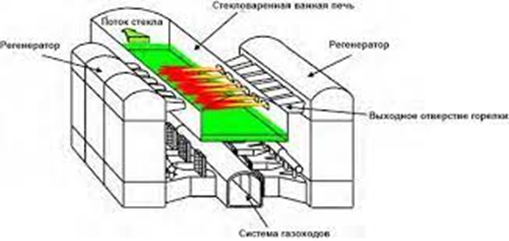 Стекловаренная ванная печь
Поток стекла
Регенератор
Регенератор
Выходное отверстие горелки
Система газоходов